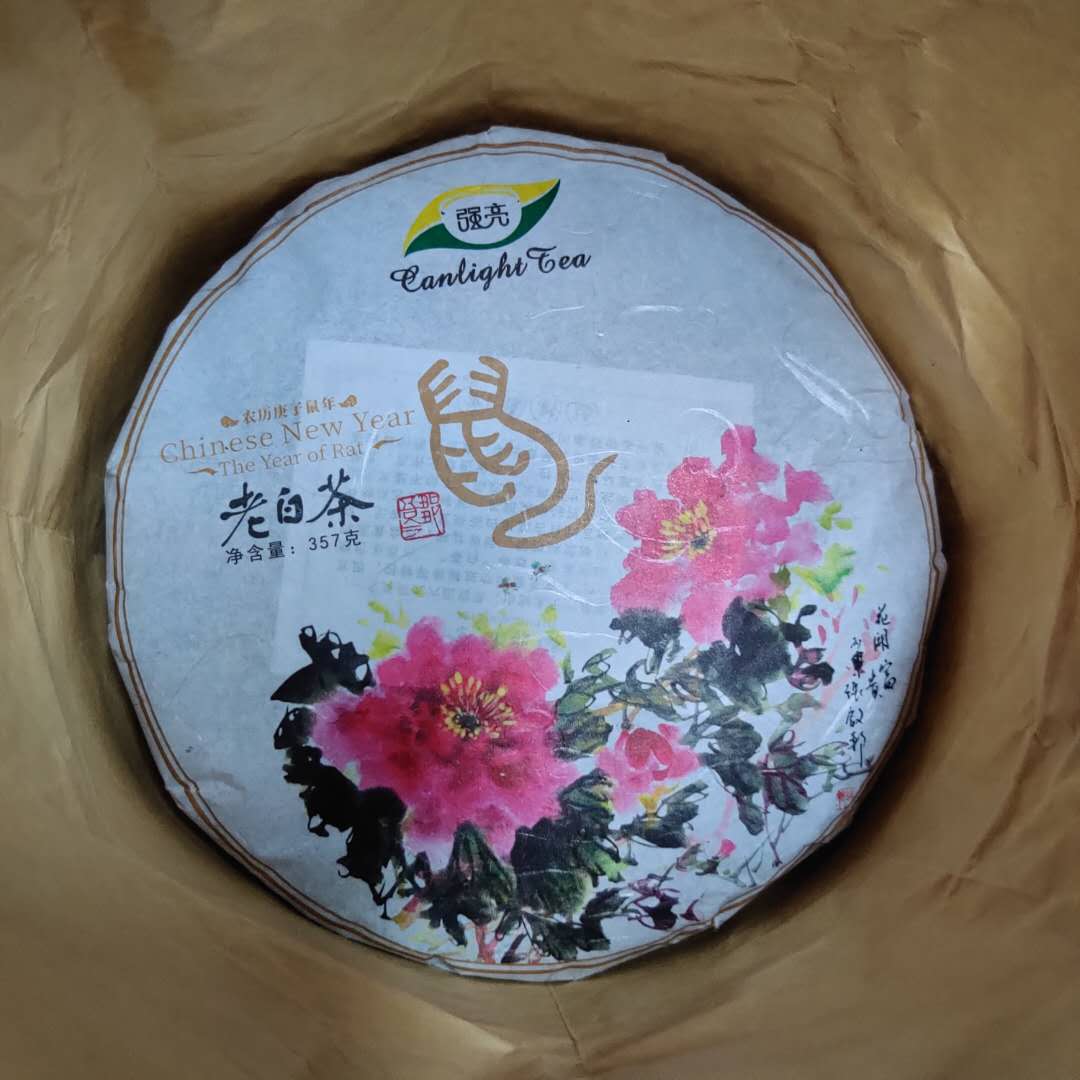 强亮
Canlight Tea
农历庚子鼠年
Chinese New Year
The Year of Rat
老白茶
净含量：357克
花開富貴